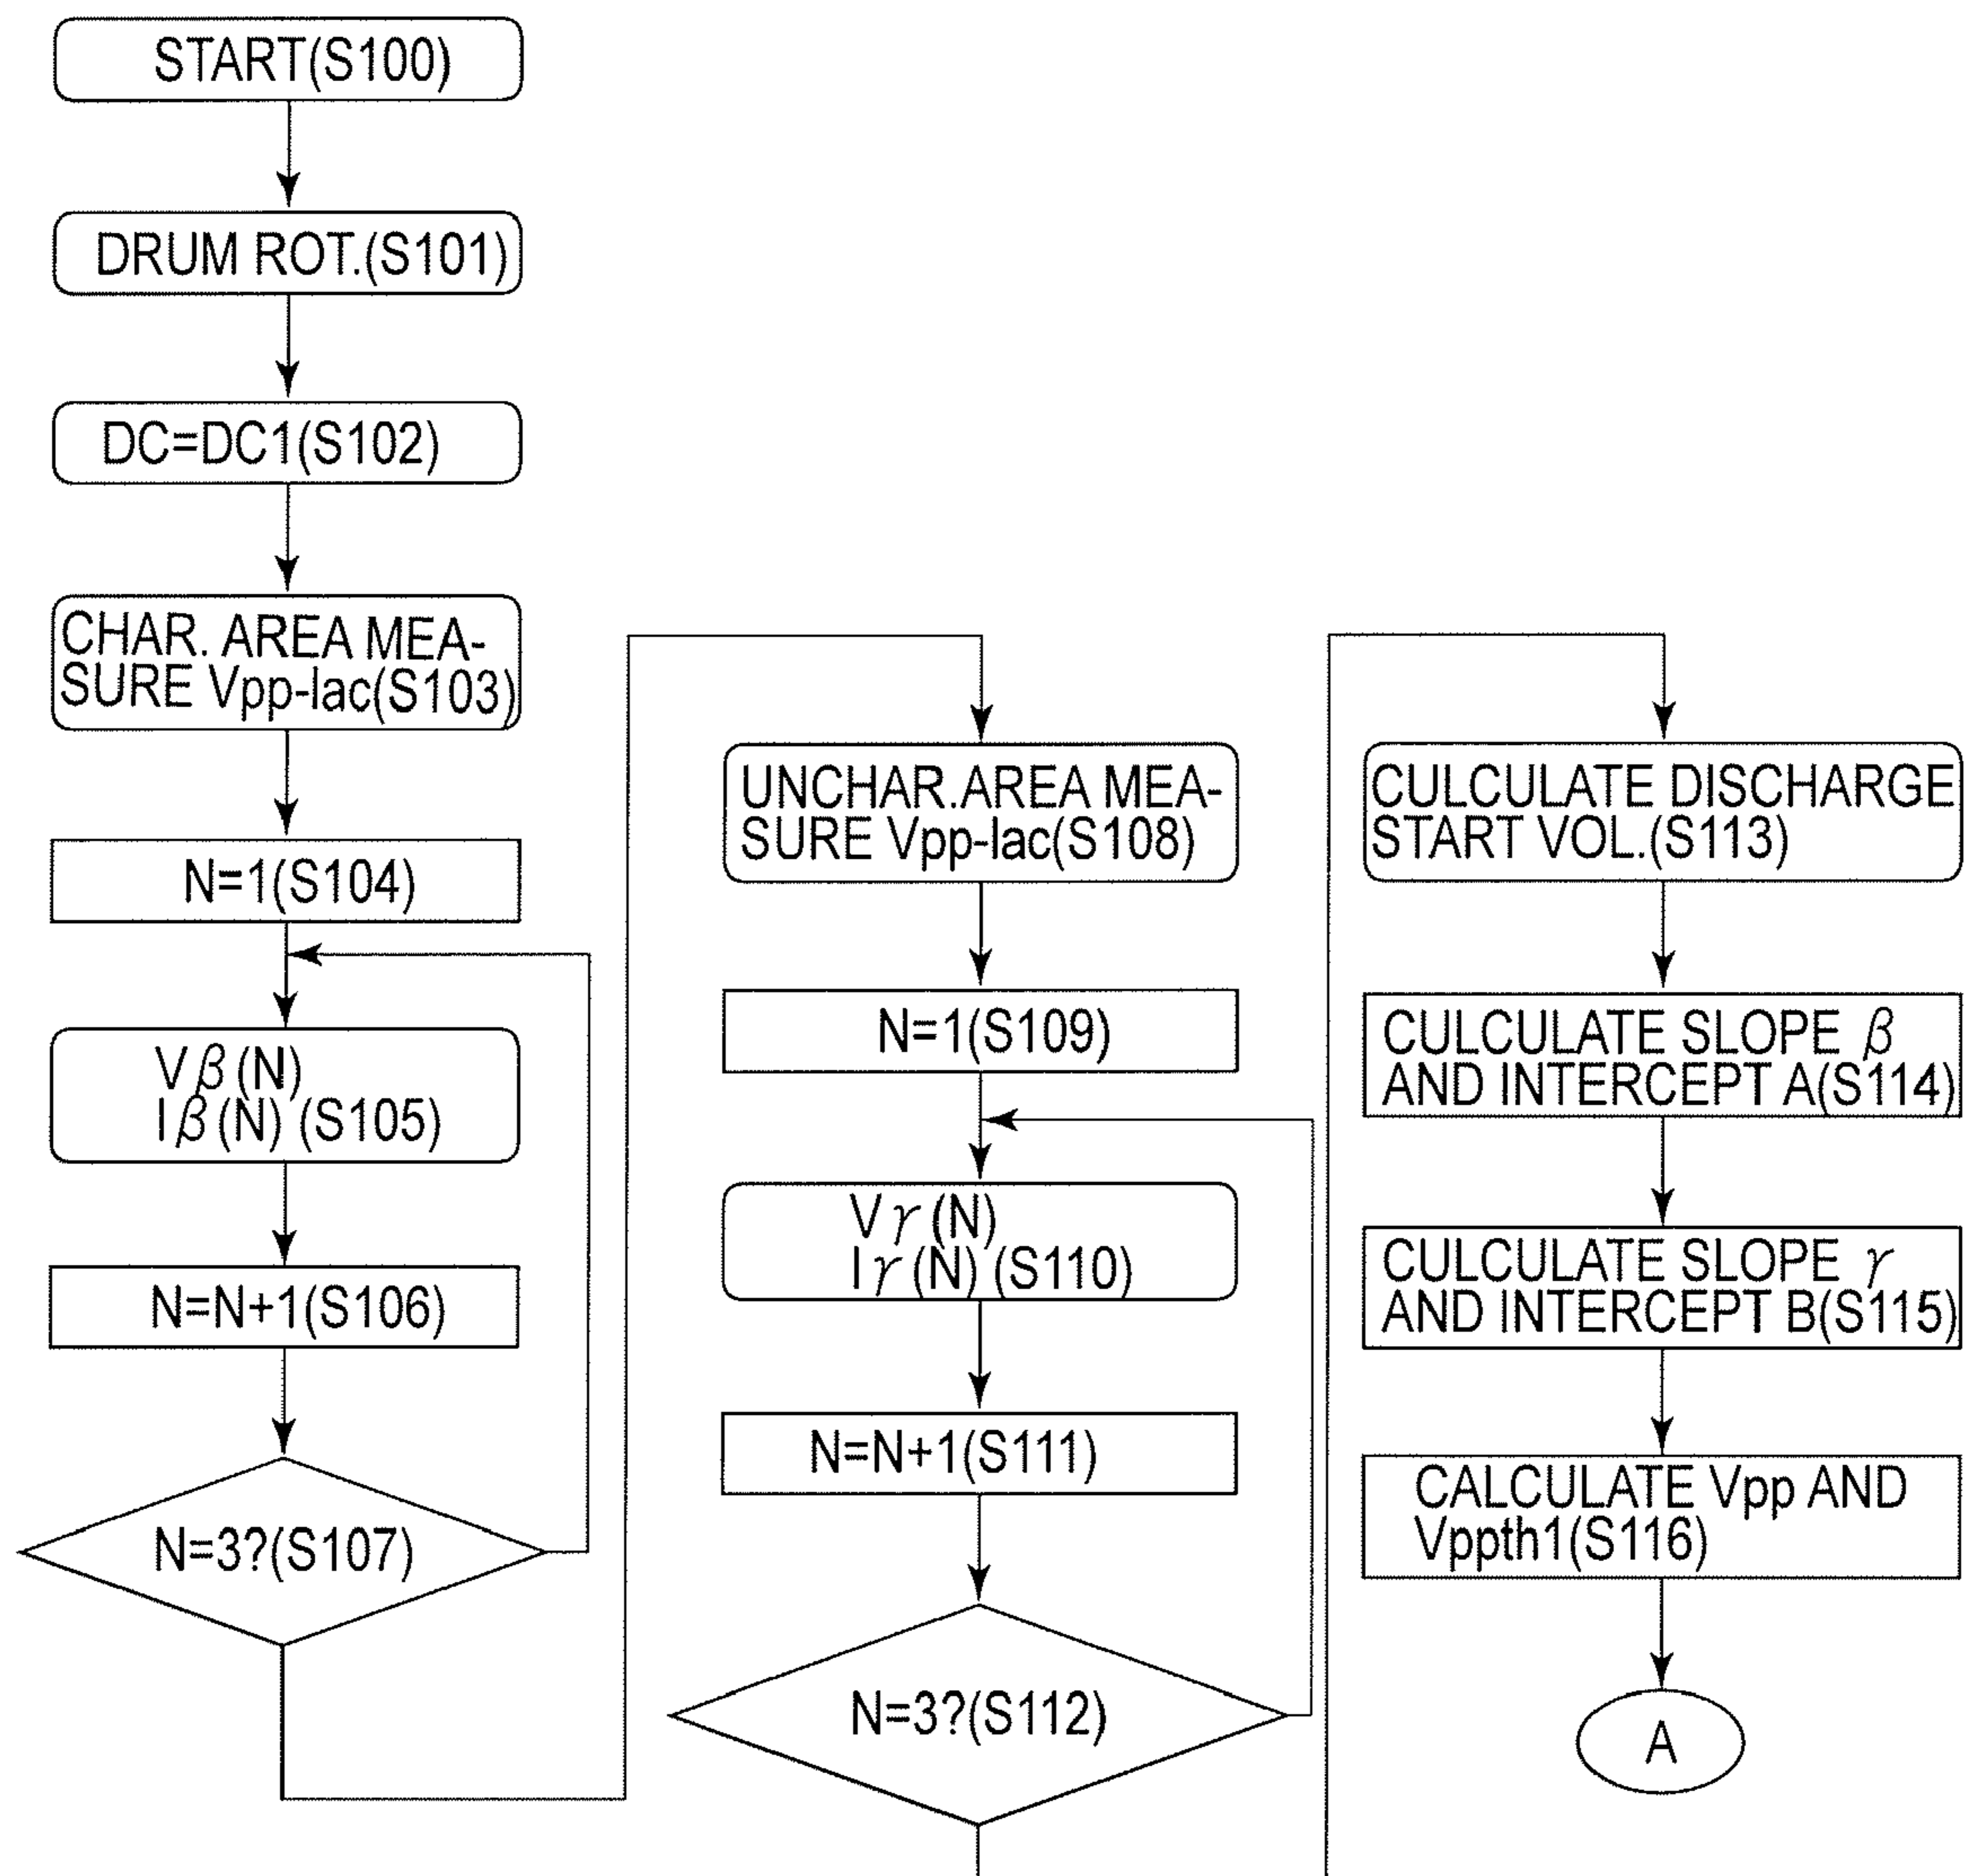 START(S100)
DRUM ROT.(S101)
DC=DC1(S102)
CHAR. AREA MEA-
SURE Vpp-Iac(S103)
N=1(S104)
Vβ(N)
Iβ(N) (S105)
N=N+1(S106)
N=3?(S107)
UNCHAR.AREA MEA-
SURE Vpp-Iac(S108)
N=1(S109)
Vγ(N)
Iγ(N) (S110)
N=N+1(S111)
N=3?(S112)
CULCULATE DISCHARGE
START VOL.(S113)
CULCULATE SLOPE β
AND INTERCEPT A(S114)
CULCULATE SLOPE γ
AND INTERCEPT B(S115)
CALCULATE Vpp AND
Vppth1(S116)
A